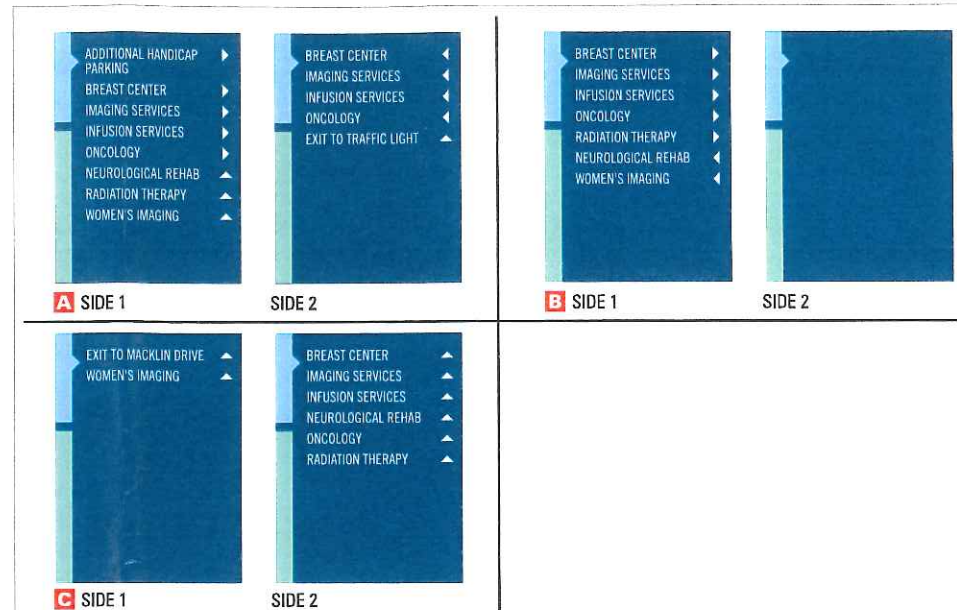 ADDITIONAL HANDICAP
PARKING
BREAST CENTER
IMAGING SERVICES
INFUSION SERVICES
ONCOLOGY
NEUROLOGICAL REHAB
RADIATION THERAPY
WOMEN'S IMAGING
A SIDE 1
BREAST CENTER
IMAGING SERVICES
INFUSION SERVICES
ONCOLOGY
EXIT TO TRAFFIC LIGHT
SIDE 2
BREAST CENTER
IMAGING SERVICES
INFUSION SERVICES
ONCOLOGY
RADIATION THERAPY
NEUROLOGICAL REHAB
WOMEN'S IMAGING
B SIDE 1
SIDE 2
EXIT TO MACKLIN DRIVE
WOMEN'S IMAGING
C SIDE 1
BREAST CENTER
IMAGING SERVICES
INFUSION SERVICES
NEUROLOGICAL REHAB
ONCOLOGY
RADIATION THERAPY
SIDE 2